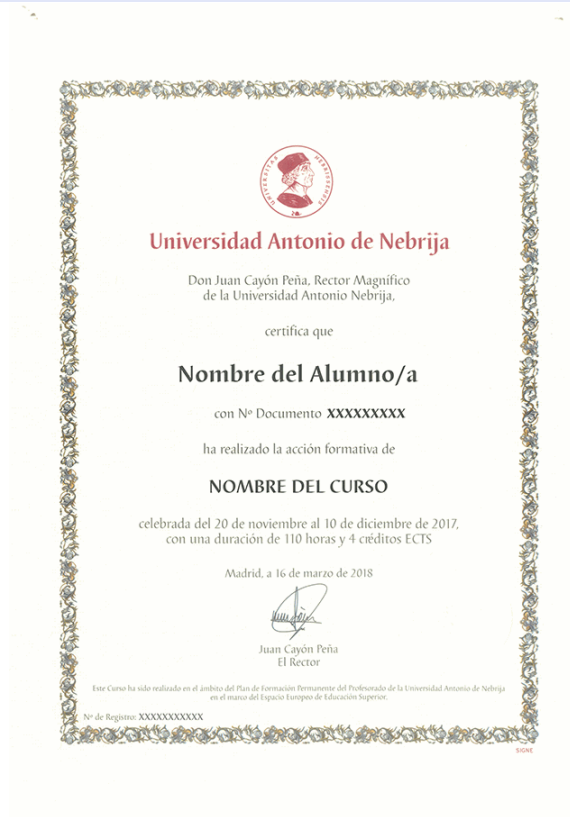 UNIVERSITAS NEBRISSENSIS
Universidad Antonio de Nebrija
Don Juan Cayón Peña, Rector Magnífico
de la Universidad Antonio Nebrija,
certifica que
Nombre del Alumno/a
con Nº Documento XXXXXXXXX
ha realizado la acción formativa de
NOMBRE DEL CURSO
celebrada del 20 de noviembre al 10 de diciembre de 2017,
con una duración de 110 horas y 4 créditos ECTS
Madrid, a 16 de marzo de 2018
Juan Cayón Peña
El Rector
Este Curso ha sido realizado en el ámbito del Plan de Formación Permanente del Profesorado de la Universidad Antonio de Nebrija
en el marco del Espacio Europeo de Educación Superior.
Nº de Registro: XXXXXXXXXXX
SIGNE